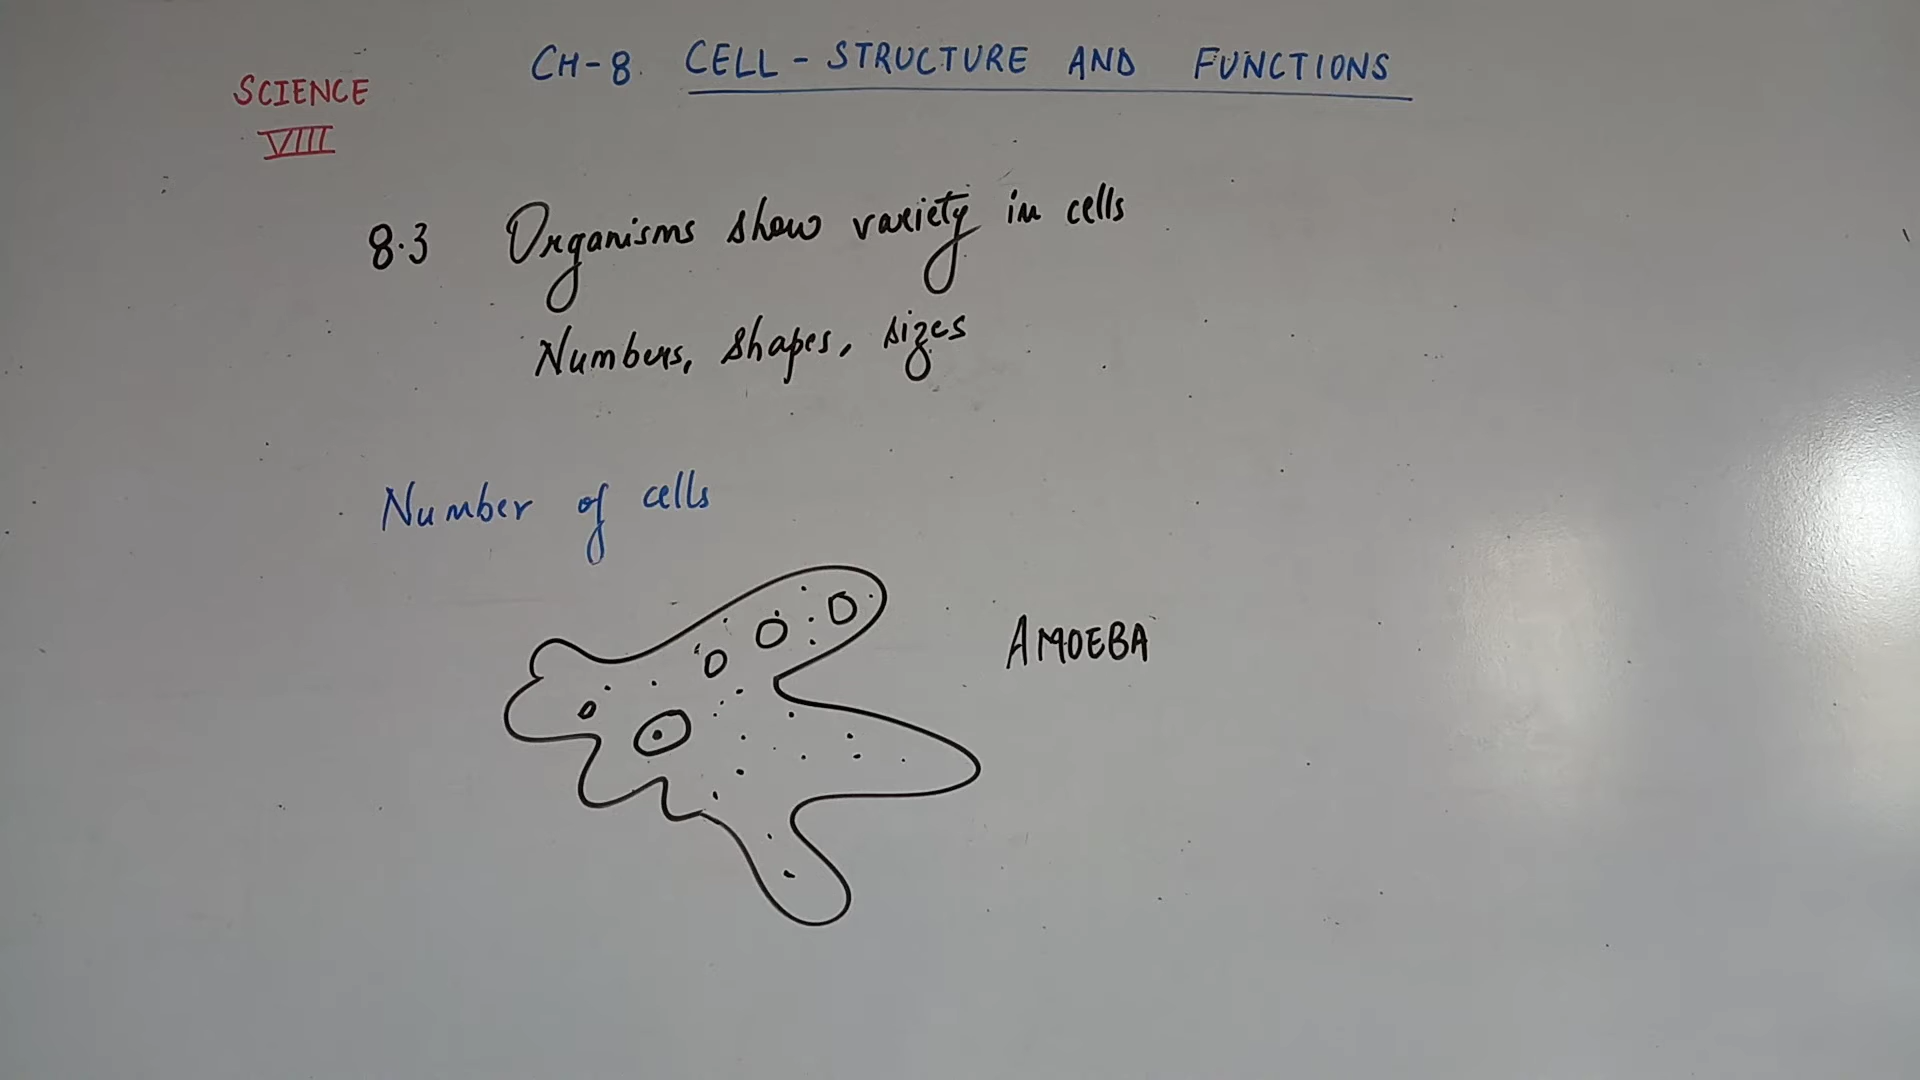 CH-8. CELL - STRUCTURE AND FUNCTIONS
SCIENCE
VIII
8.3 Organisms show variety in cells
Numbers, shapes, sizes
Number of cells
AMOEBA